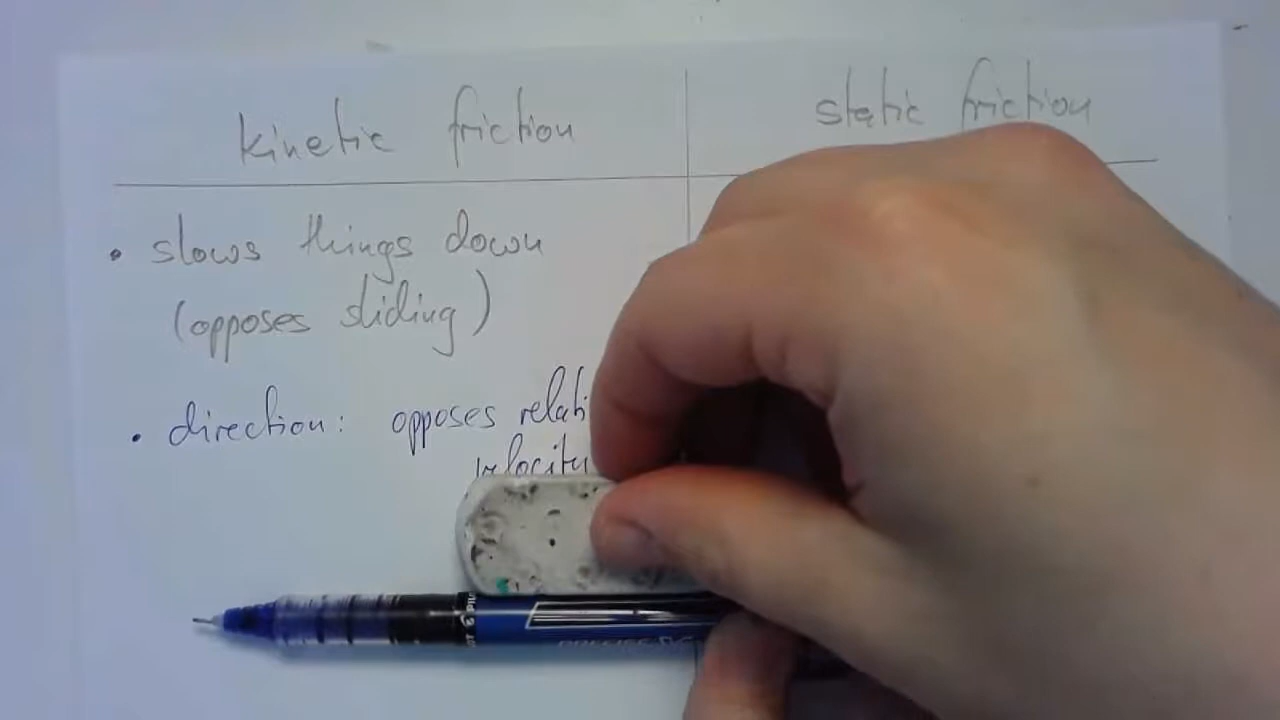 kinetic friction
static friction
• slows things down
(opposes sliding)
• direction: opposes relati
velocity